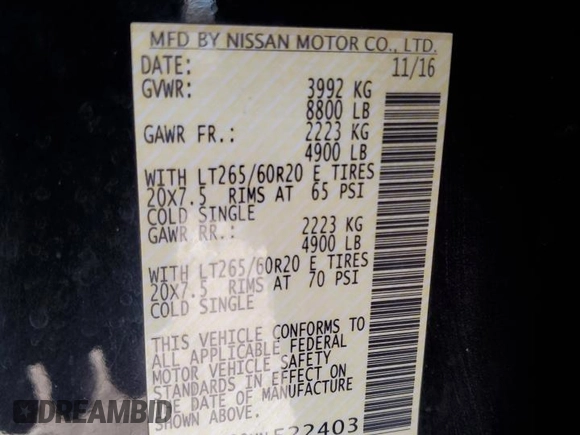 MFD BY NISSAN MOTOR CO., LTD.
DATE: 11/16
GVWR: 3992 KG
8800 LB
GAWR FR.: 2223 KG
4900 LB
WITH LT265/60R20 E TIRES
20X7.5 RIMS AT 65 PSI
COLD SINGLE
GAWR RR.: 2223 KG
4900 LB
WITH LT265/60R20 E TIRES
20X7.5 RIMS AT 70 PSI
COLD SINGLE
THIS VEHICLE CONFORMS TO
ALL APPLICABLE FEDERAL
MOTOR VEHICLE SAFETY
STANDARDS IN EFFECT ON
THE DATE OF MANUFACTURE
SHOWN ABOVE.
DREAMBID